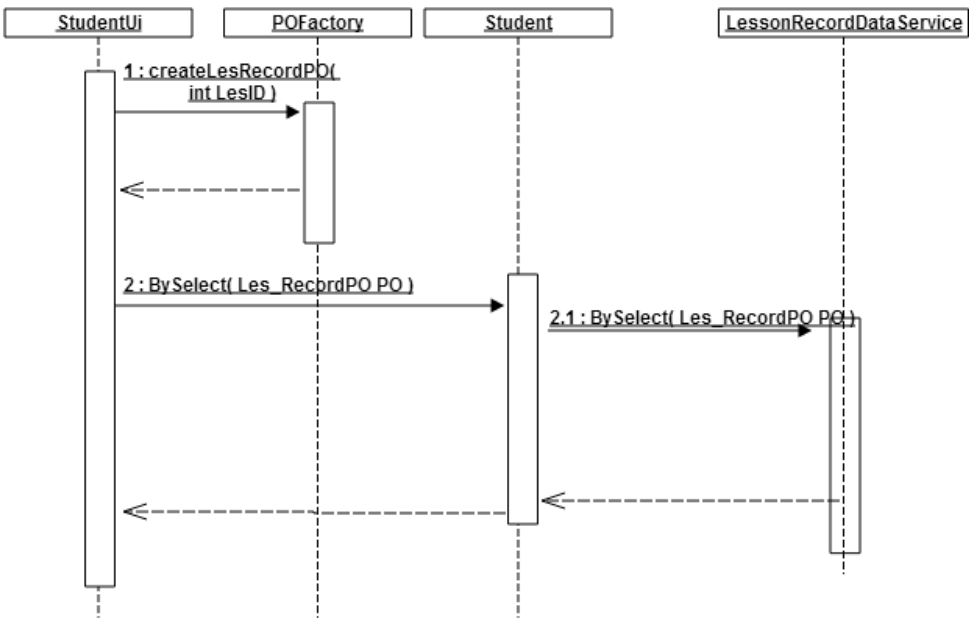 StudentUi
POFactory
Student
LessonRecordDataService
1 : createLesRecordPO(
int LesID )
2 : BySelect( Les_RecordPO PO )
2.1 : BySelect( Les_RecordPO PO )